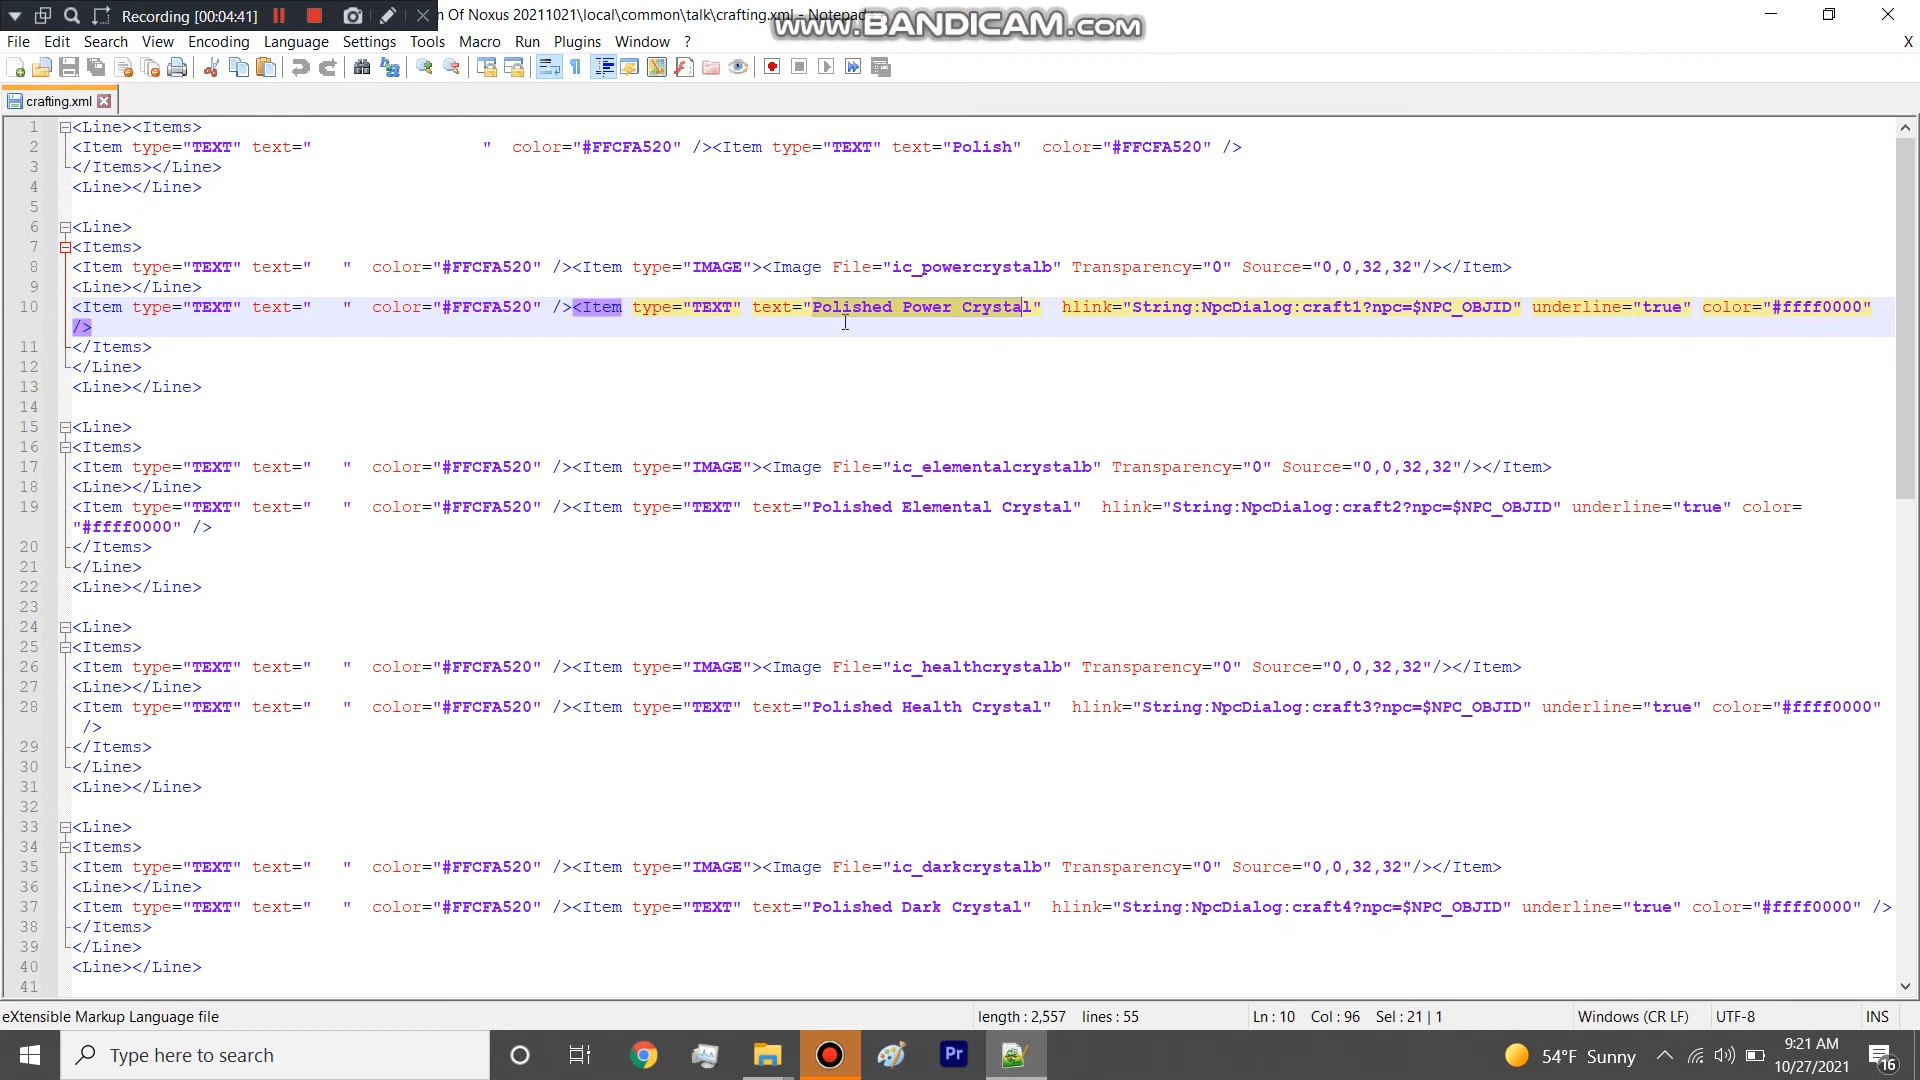 Recording [00:04:41]
n Of Noxus 20211021\local\common\talk\crafting.xml - Notepad
www.BANDICAM.com
File Edit Search View Encoding Language Settings Tools Macro Run Plugins Window ? X
crafting.xml
1 <Line><Items>
2 <Item type="TEXT" text="                 "  color="#FFCFA520" /><Item type="TEXT" text="Polish"  color="#FFCFA520" />
3 </Items></Line>
4 <Line></Line>
5
6 <Line>
7 <Items>
8 <Item type="TEXT" text="   "  color="#FFCFA520" /><Item type="IMAGE"><Image File="ic_powercrystalb" Transparency="0" Source="0,0,32,32"/></Item>
9 <Line></Line>
10 <Item type="TEXT" text="   "  color="#FFCFA520" /><Item type="TEXT" text="Polished Power Crystal"  hlink="String:NpcDialog:craft1?npc=$NPC_OBJID" underline="true" color="#ffff0000"
/>
11 </Items>
12 </Line>
13 <Line></Line>
14
15 <Line>
16 <Items>
17 <Item type="TEXT" text="   "  color="#FFCFA520" /><Item type="IMAGE"><Image File="ic_elementalcrystalb" Transparency="0" Source="0,0,32,32"/></Item>
18 <Line></Line>
19 <Item type="TEXT" text="   "  color="#FFCFA520" /><Item type="TEXT" text="Polished Elemental Crystal"  hlink="String:NpcDialog:craft2?npc=$NPC_OBJID" underline="true" color=
"#ffff0000" />
20 </Items>
21 </Line>
22 <Line></Line>
23
24 <Line>
25 <Items>
26 <Item type="TEXT" text="   "  color="#FFCFA520" /><Item type="IMAGE"><Image File="ic_healthcrystalb" Transparency="0" Source="0,0,32,32"/></Item>
27 <Line></Line>
28 <Item type="TEXT" text="   "  color="#FFCFA520" /><Item type="TEXT" text="Polished Health Crystal"  hlink="String:NpcDialog:craft3?npc=$NPC_OBJID" underline="true" color="#ffff0000"
/>
29 </Items>
30 </Line>
31 <Line></Line>
32
33 <Line>
34 <Items>
35 <Item type="TEXT" text="   "  color="#FFCFA520" /><Item type="IMAGE"><Image File="ic_darkcrystalb" Transparency="0" Source="0,0,32,32"/></Item>
36 <Line></Line>
37 <Item type="TEXT" text="   "  color="#FFCFA520" /><Item type="TEXT" text="Polished Dark Crystal"  hlink="String:NpcDialog:craft4?npc=$NPC_OBJID" underline="true" color="#ffff0000" />
38 </Items>
39 </Line>
40 <Line></Line>
41
eXtensible Markup Language file length : 2,557 lines : 55 Ln : 10 Col : 96 Sel : 21 | 1 Windows (CR LF) UTF-8 INS
Type here to search Pr 54°F Sunny 9:21 AM
10/27/2021 16